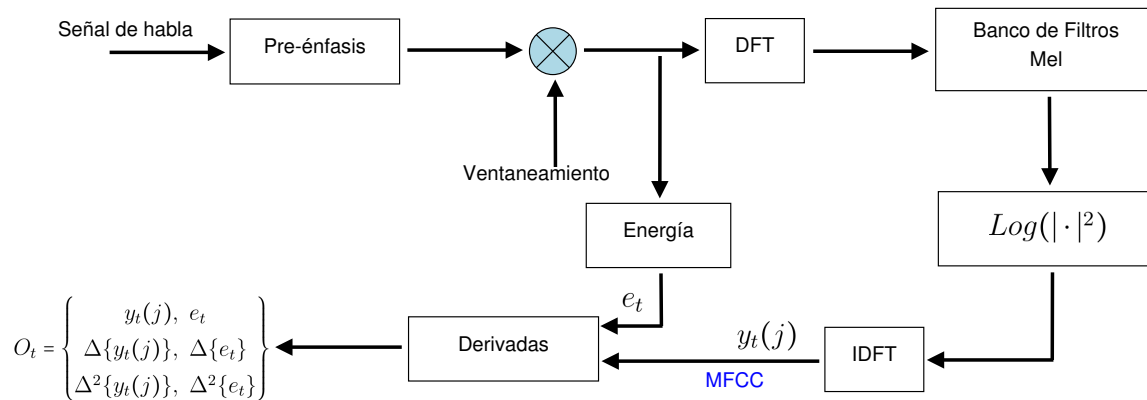 Señal de habla
Pre-énfasis
DFT
Banco de Filtros
Mel
Ventaneamiento
Energía
Log(|·|²)
e_t
y_t(j)
MFCC
IDFT
Derivadas
O_t = { y_t(j), e_t
Δ{y_t(j)}, Δ{e_t}
Δ²{y_t(j)}, Δ²{e_t} }